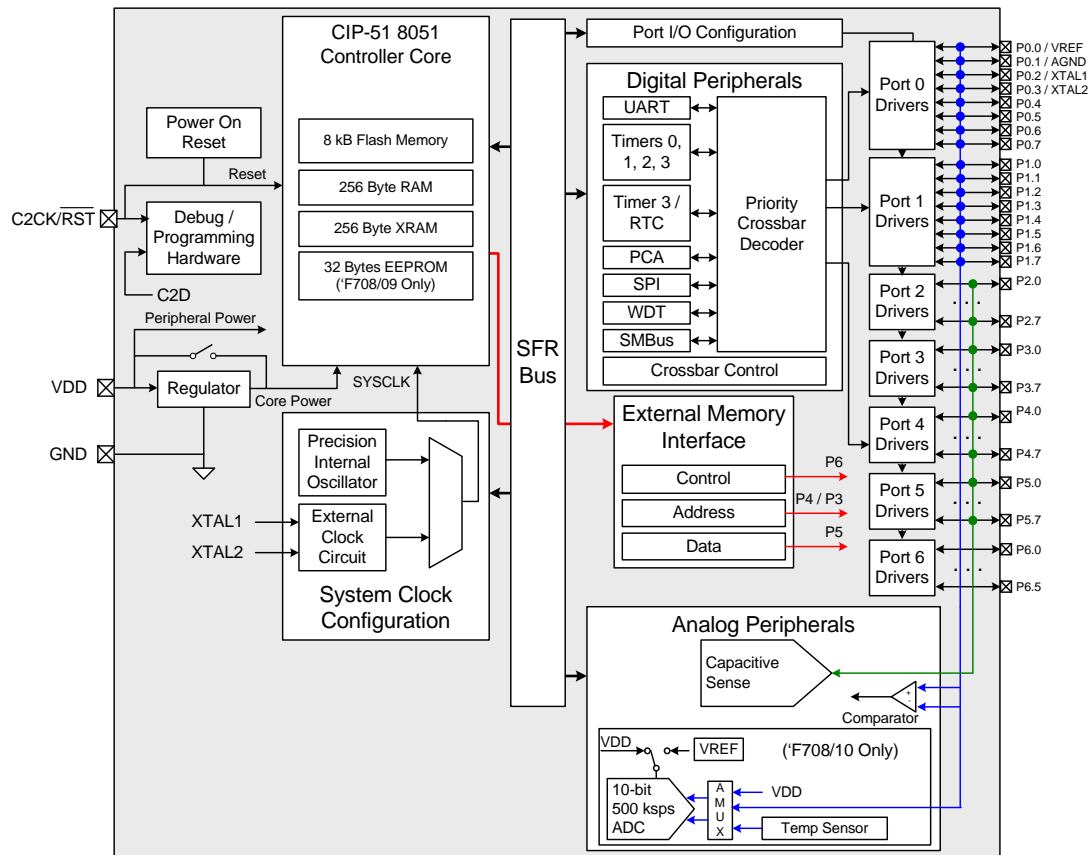 CIP-51 8051
Controller Core
8 kB Flash Memory
256 Byte RAM
256 Byte XRAM
32 Bytes EEPROM
('F708/09 Only)
Power On
Reset
Reset
C2CK/RST
Debug /
Programming
Hardware
C2D
Peripheral Power
VDD
Regulator
Core Power
SYSCLK
GND
Precision
Internal
Oscillator
XTAL1
XTAL2
External
Clock
Circuit
System Clock
Configuration
SFR
Bus
Port I/O Configuration
Digital Peripherals
UART
Timers 0,
1, 2, 3
Timer 3 /
RTC
PCA
SPI
WDT
SMBus
Priority
Crossbar
Decoder
Crossbar Control
External Memory
Interface
Control
Address
Data
P6
P4 / P3
P5
Port 0
Drivers
Port 1
Drivers
Port 2
Drivers
Port 3
Drivers
Port 4
Drivers
Port 5
Drivers
Port 6
Drivers
P0.0 / VREF
P0.1 / AGND
P0.2 / XTAL1
P0.3 / XTAL2
P0.4
P0.5
P0.6
P0.7
P1.0
P1.1
P1.2
P1.3
P1.4
P1.5
P1.6
P1.7
P2.0
. . .
P2.7
P3.0
. . .
P3.7
P4.0
. . .
P4.7
P5.0
. . .
P5.7
P6.0
. . .
P6.5
Analog Peripherals
Capacitive
Sense
+
-
Comparator
VDD
VREF
('F708/10 Only)
10-bit
500 ksps
ADC
A
M
U
X
VDD
Temp Sensor